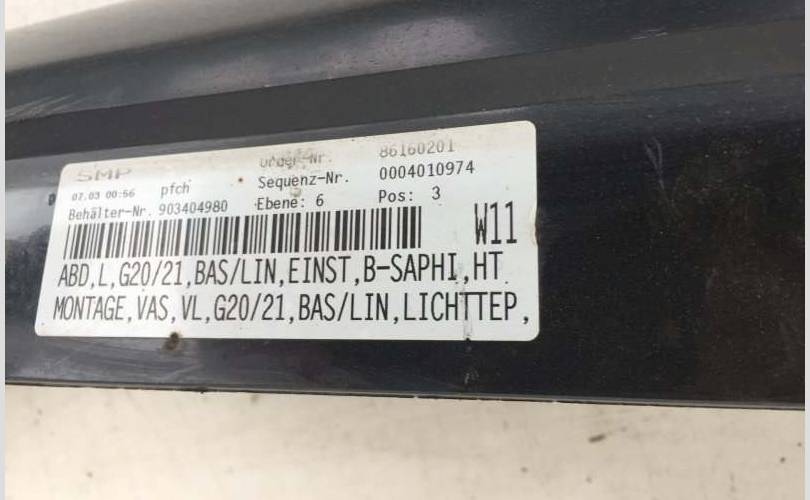 SMP Order-Nr. 86160201
07.03 00:56 pfch Sequenz-Nr. 0004010974
Behälter-Nr. 903404980 Ebene: 6 Pos: 3
W11
ABD,L,G20/21,BAS/LIN,EINST,B-SAPHI,HT
MONTAGE,VAS,VL,G20/21,BAS/LIN,LICHTTEP,